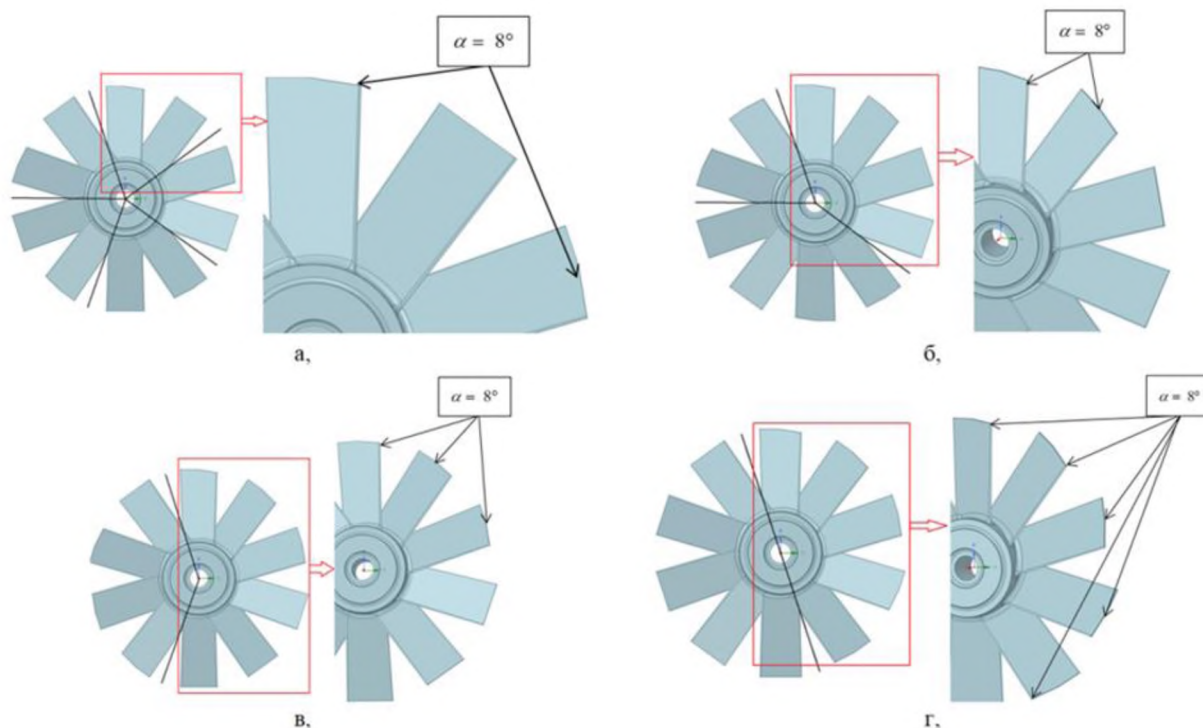 α = 8°
α = 8°
а,
б,
α = 8°
α = 8°
в,
г,